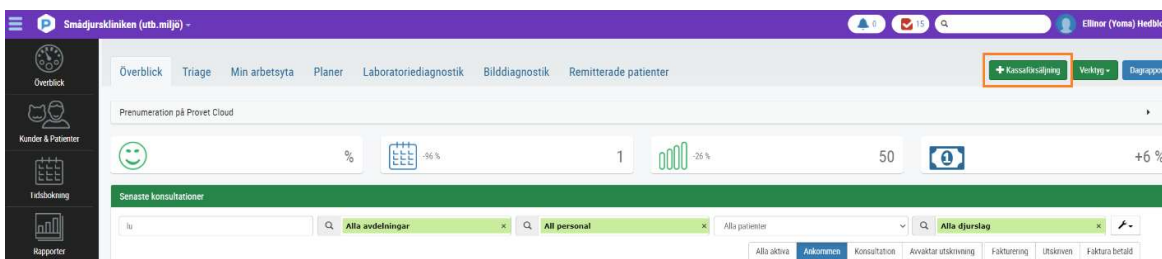 Smådjurskliniken (utb.miljö)
0
15
Ellinor (Yoma) Hedblo
Överblick
Kunder & Patienter
Tidsbokning
Rapporter
Överblick Triage Min arbetsyta Planer Laboratoriediagnostik Bilddiagnostik Remitterade patienter
+ Kassaförsäljning Verktyg Dagrappor
Prenumeration på Provet Cloud
% -96 % 1 -26 % 50 +6 %
Senaste konsultationer
Alla avdelningar × All personal × Alla patienter Alla djurslag ×
Alla aktiva Ankommen Konsultation Avvaktar utskrivning Fakturering Utskriven Faktura betald